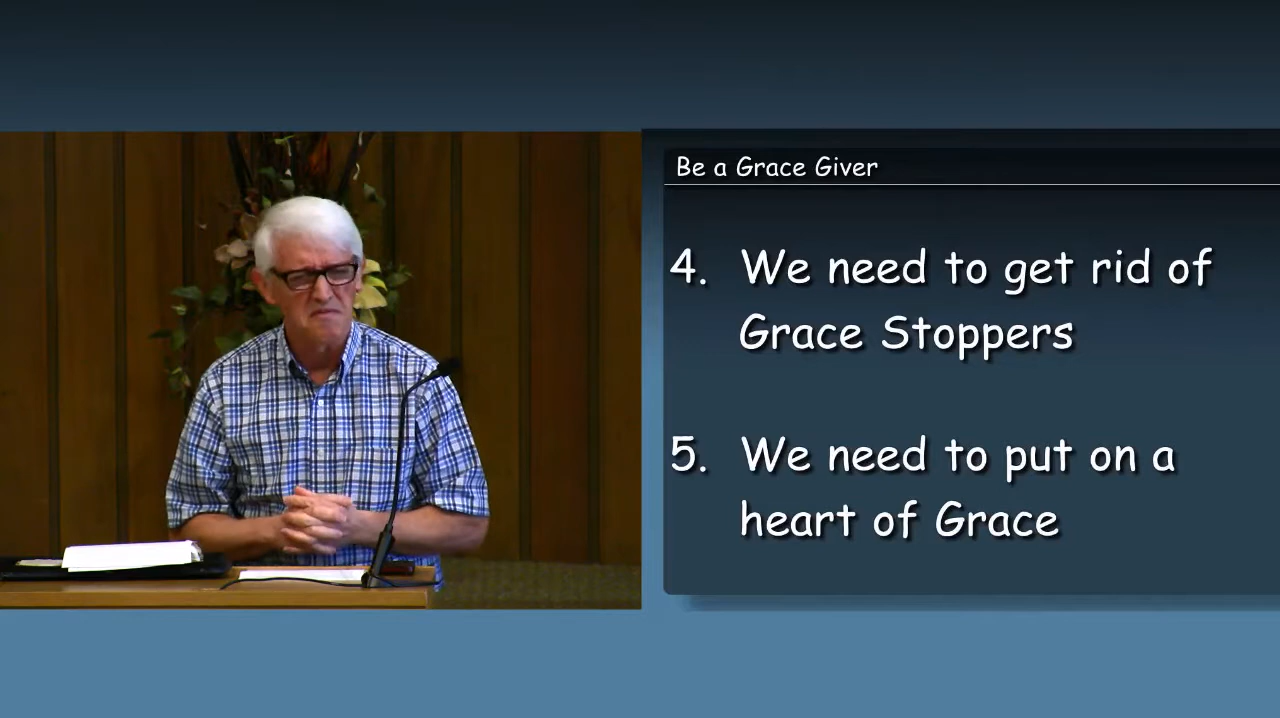 Be a Grace Giver
4. We need to get rid of
Grace Stoppers
5. We need to put on a
heart of Grace